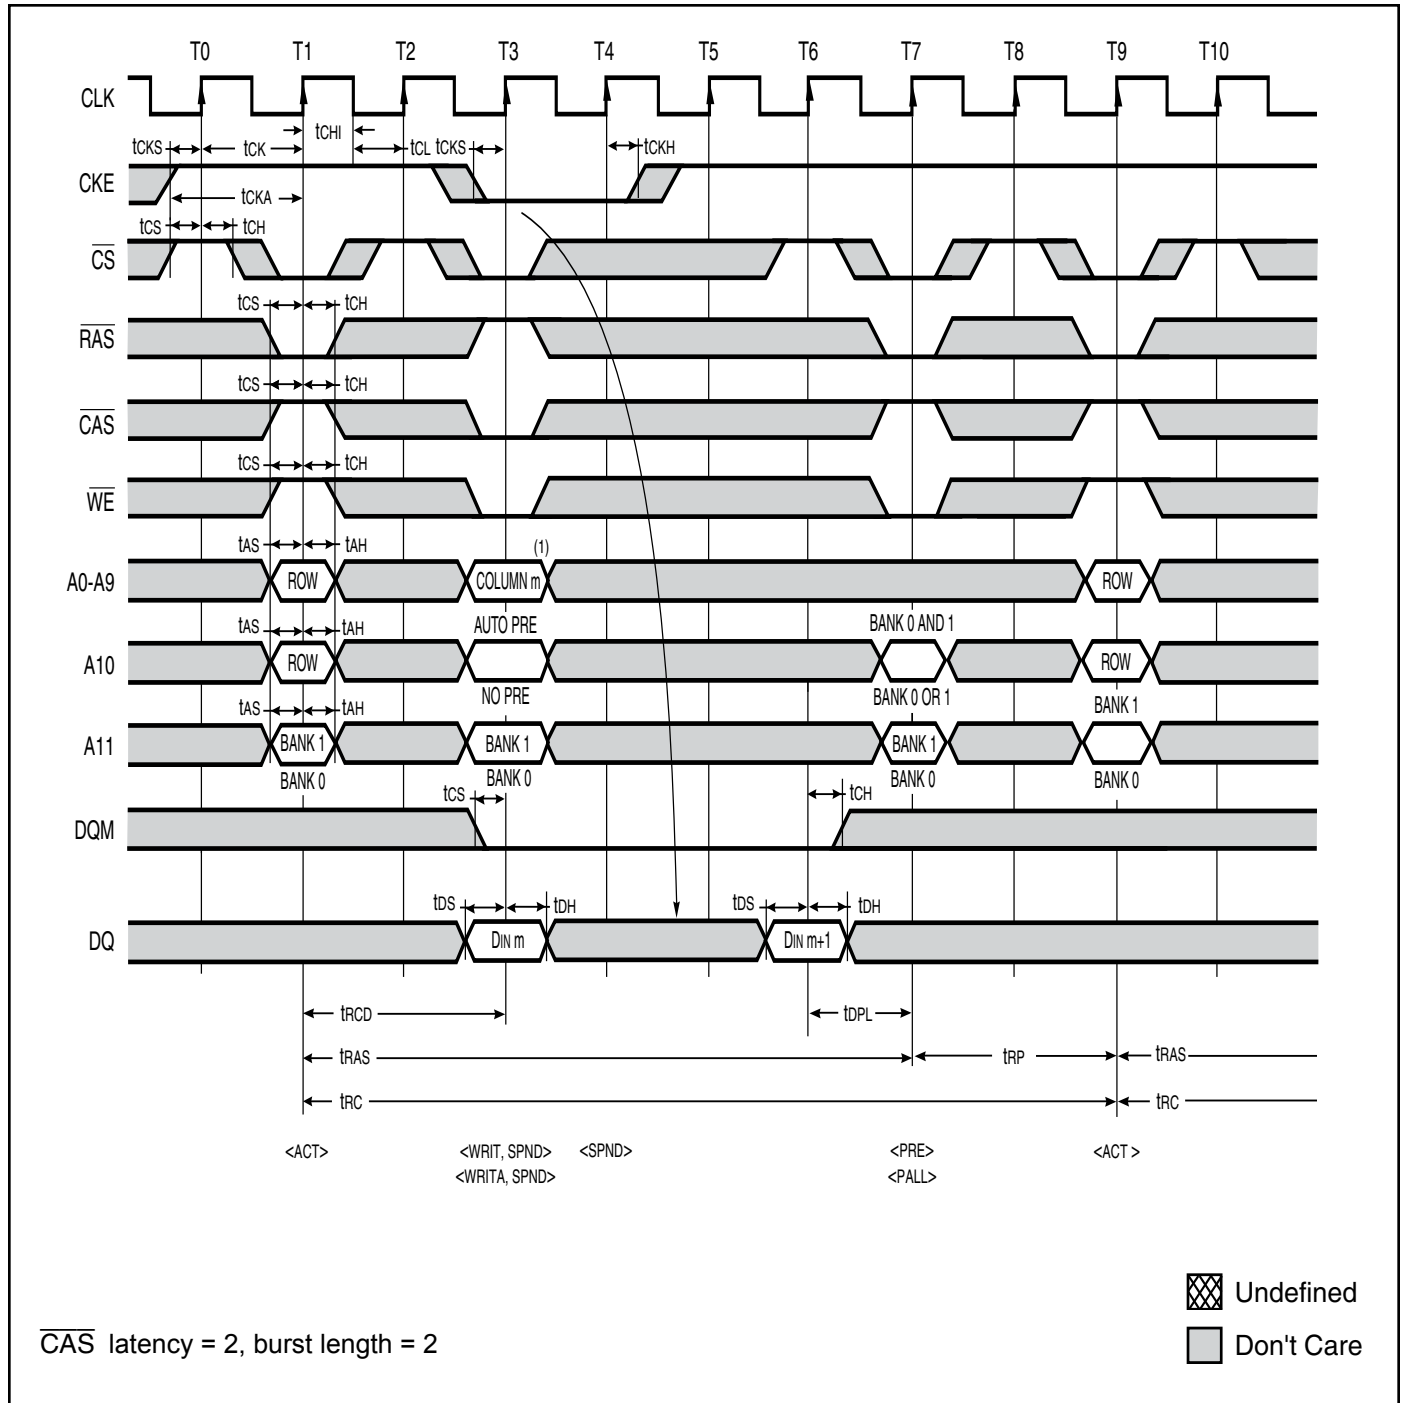 T0 T1 T2 T3 T4 T5 T6 T7 T8 T9 T10
CLK
tCHI
tCKS tCK tCL tCKS tCKH
CKE
tCKA
tCS tCH
CS
tCS tCH
RAS
tCS tCH
CAS
tCS tCH
WE
tAS tAH (1)
A0-A9 ROW COLUMN m ROW
tAS tAH AUTO PRE BANK 0 AND 1
A10 ROW ROW
NO PRE BANK 0 OR 1 BANK 1
tAS tAH
A11 BANK 1 BANK 1 BANK 1
BANK 0 BANK 0 BANK 0 BANK 0
tCS tCH
DQM
tDS tDH tDS tDH
DQ DIN m DIN m+1
tRCD tDPL
tRAS tRP tRAS
tRC tRC
<ACT> <WRIT, SPND> <SPND> <PRE> <ACT >
<WRITA, SPND> <PALL>
Undefined
CAS latency = 2, burst length = 2 Don't Care